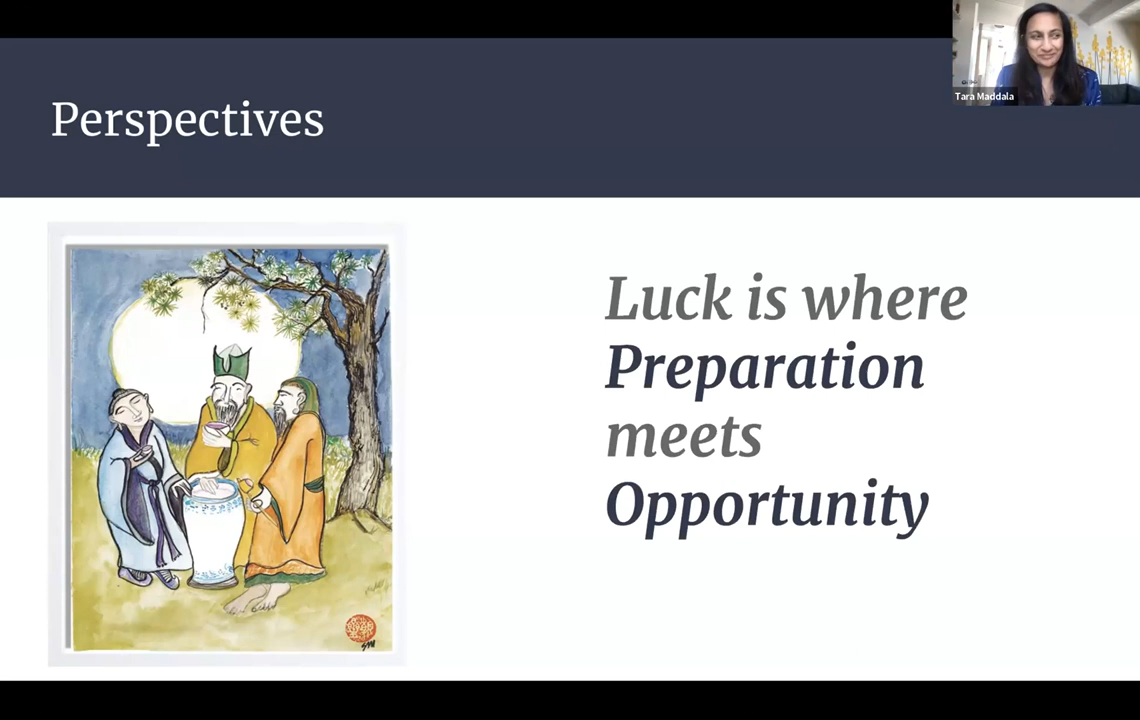 Perspectives
Tara Maddala
Luck is where
Preparation
meets
Opportunity